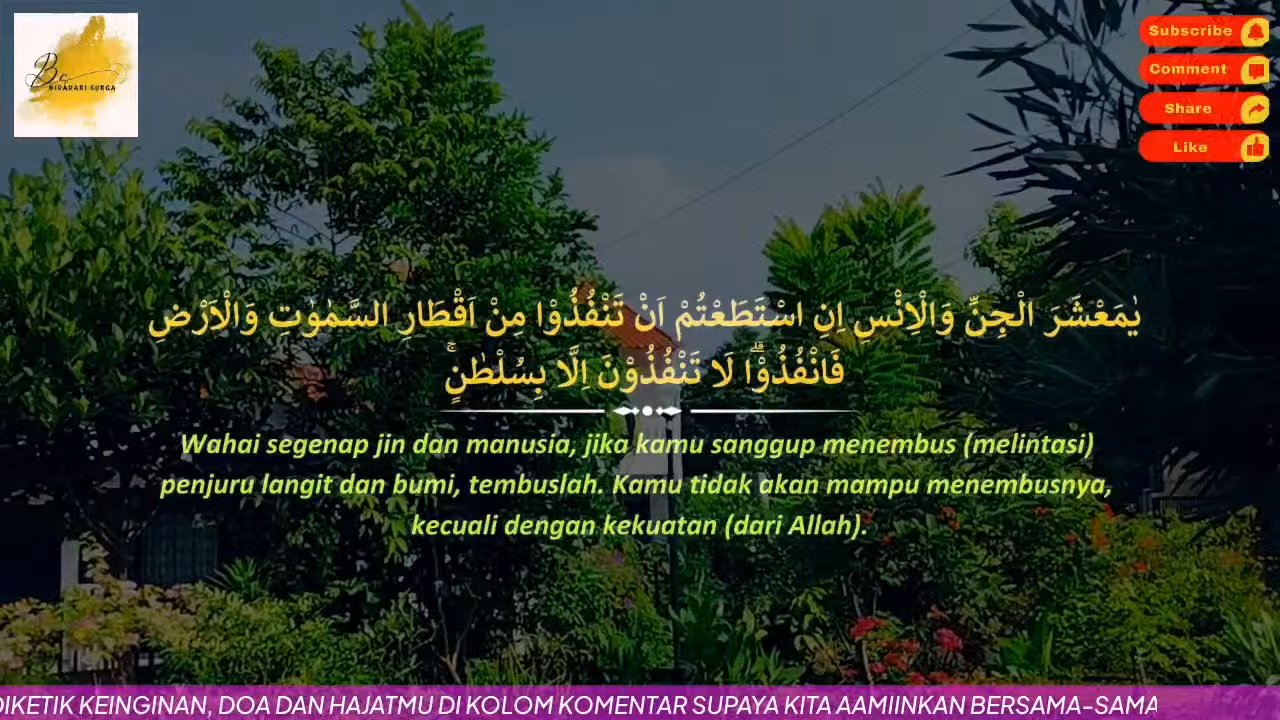 Bs
BIDADARI SURGA
Subscribe
Comment
Share
Like
يٰمَعْشَرَ الْجِنِّ وَالْاِنْسِ اِنِ اسْتَطَعْتُمْ اَنْ تَنْفُذُوْا مِنْ اَقْطَارِ السَّمٰوٰتِ وَالْاَرْضِ
فَانْفُذُوْاۗ لَا تَنْفُذُوْنَ اِلَّا بِسُلْطٰنٍۚ
Wahai segenap jin dan manusia, jika kamu sanggup menembus (melintasi)
penjuru langit dan bumi, tembuslah. Kamu tidak akan mampu menembusnya,
kecuali dengan kekuatan (dari Allah).
DIKETIK KEINGINAN, DOA DAN HAJATMU DI KOLOM KOMENTAR SUPAYA KITA AAMIINKAN BERSAMA-SAMA